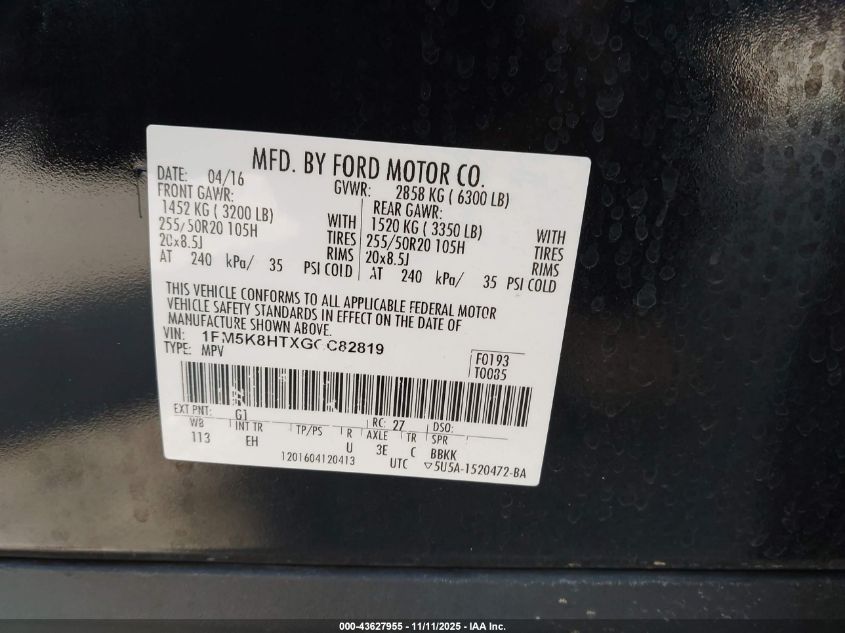 MFD. BY FORD MOTOR CO.
DATE: 04/16 GVWR: 2858 KG ( 6300 LB)
FRONT GAWR: REAR GAWR:
1452 KG ( 3200 LB) WITH 1520 KG ( 3350 LB) WITH
255/50R20 105H TIRES 255/50R20 105H TIRES
20x8.5J RIMS 20x8.5J RIMS
AT 240 kPa/ 35 PSI COLD AT 240 kPa/ 35 PSI COLD
THIS VEHICLE CONFORMS TO ALL APPLICABLE FEDERAL MOTOR
VEHICLE SAFETY STANDARDS IN EFFECT ON THE DATE OF
MANUFACTURE SHOWN ABOVE.
VIN:
TYPE: MPV
F0193
T0085
EXT PNT: G1 RC: 27 DSO:
WB INT TR TP/PS R AXLE TR SPR
113 EH U 3E C BBKK
1201604120413 UTC ▽5U5A-1520472-BA
000-43627955 - 11/11/2025 - IAA Inc.